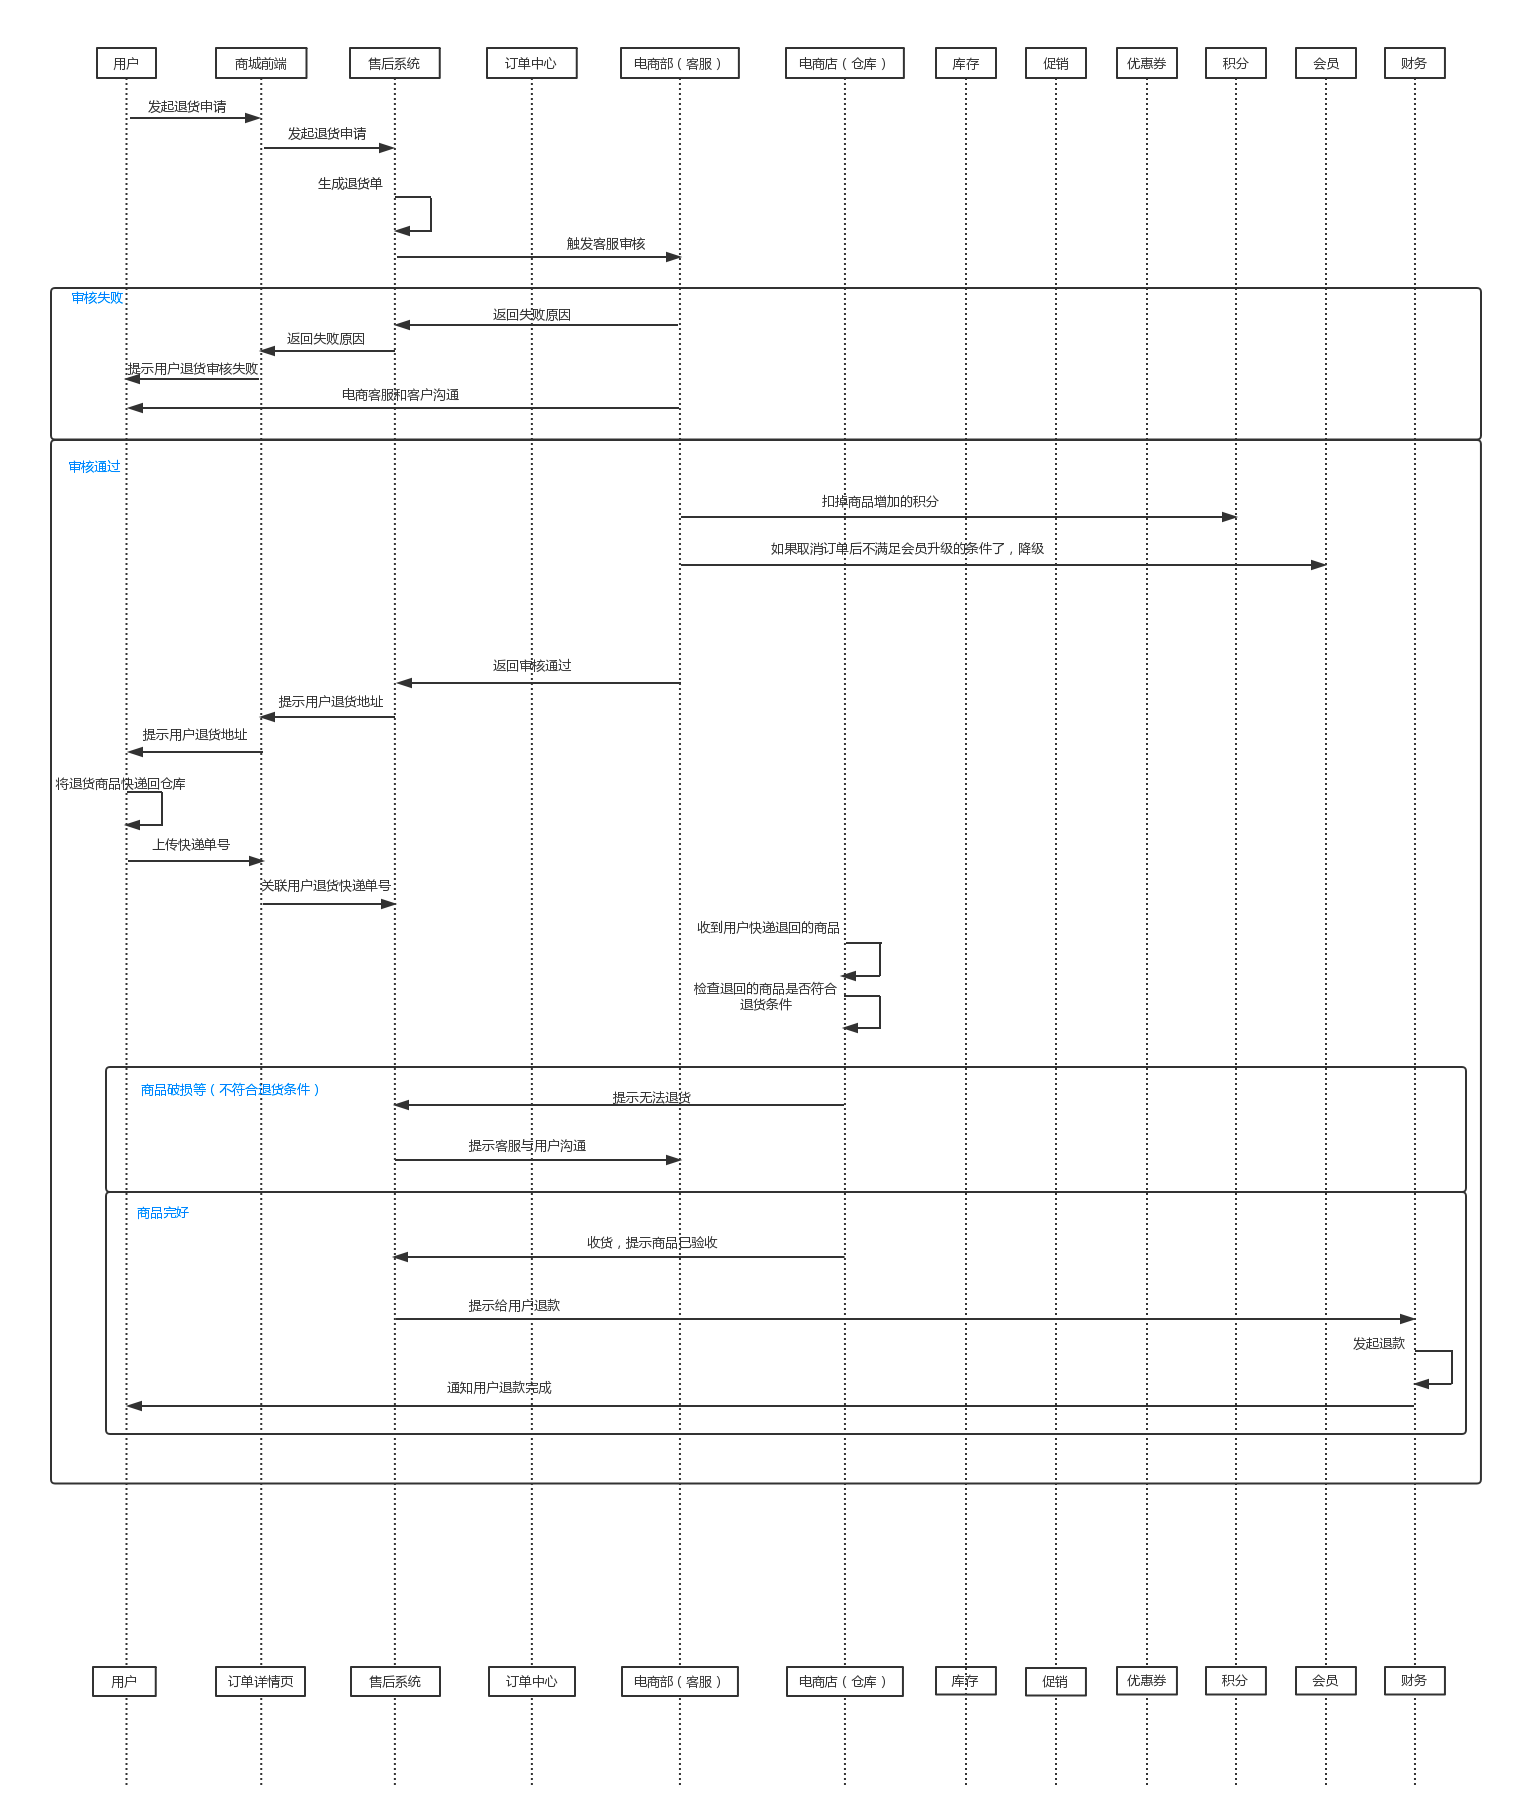 用户
商城前端
售后系统
订单中心
电商部（客服）
电商店（仓库）
库存
促销
优惠券
积分
会员
财务
发起退货申请
发起退货申请
生成退货单
触发客服审核
审核失败
返回失败原因
返回失败原因
提示用户退货审核失败
电商客服和客户沟通
审核通过
扣掉商品增加的积分
如果取消订单后不满足会员升级的条件了，降级
返回审核通过
提示用户退货地址
提示用户退货地址
将退货商品快递回仓库
上传快递单号
关联用户退货快递单号
收到用户快递退回的商品
检查退回的商品是否符合
退货条件
商品破损等（不符合退货条件）
提示无法退货
提示客服与用户沟通
商品完好
收货，提示商品已验收
提示给用户退款
发起退款
通知用户退款完成
用户
订单详情页
售后系统
订单中心
电商部（客服）
电商店（仓库）
库存
促销
优惠券
积分
会员
财务